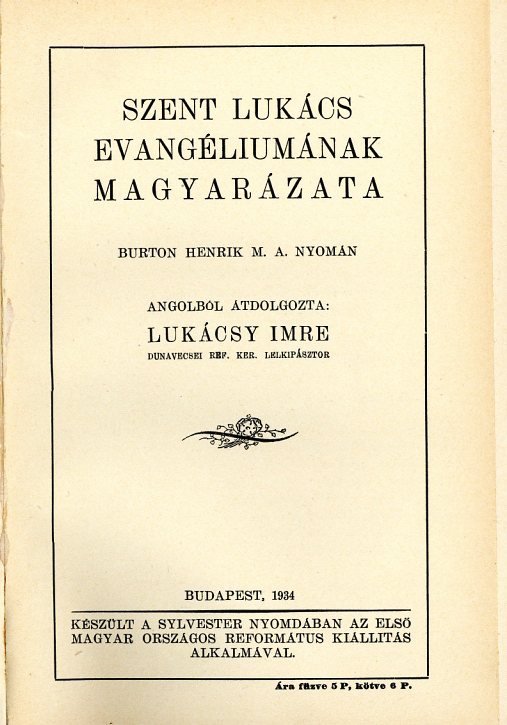 SZENT LUKÁCS
EVANGÉLIUMÁNAK
MAGYARÁZATA
BURTON HENRIK M. A. NYOMÁN
ANGOLBÓL ÁTDOLGOZTA:
LUKÁCSY IMRE
DUNAVECSEI REF. KER. LELKIPÁSZTOR
BUDAPEST, 1934
KÉSZÜLT A SYLVESTER NYOMDÁBAN AZ ELSŐ
MAGYAR ORSZÁGOS REFORMÁTUS KIÁLLITÁS
ALKALMÁVAL.
Ára fűzve 5 P, kötve 6 P.